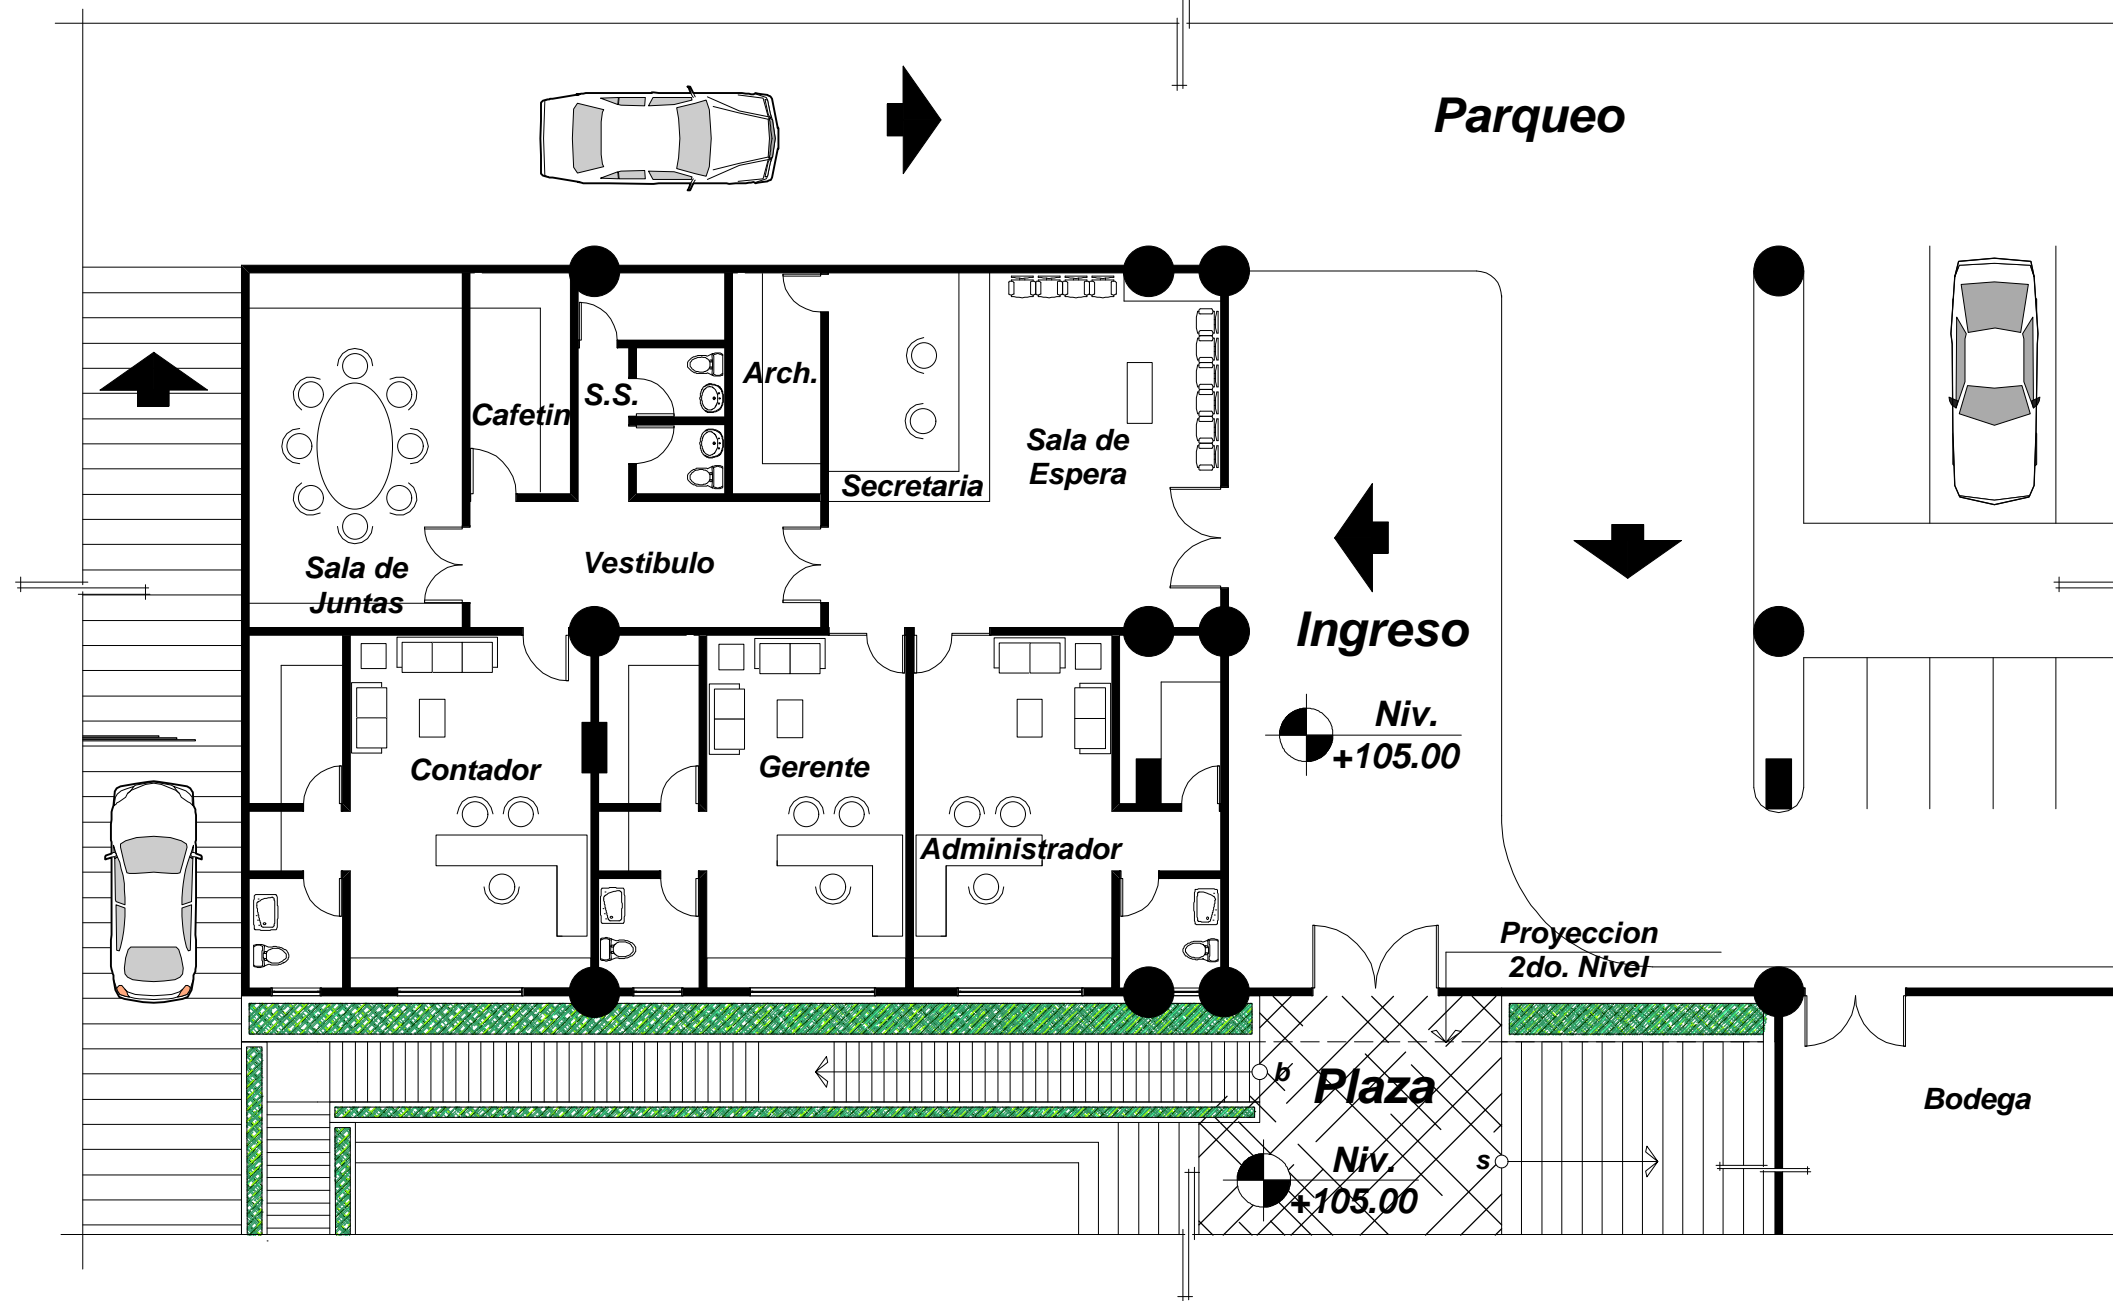 Parqueo
Arch.
S.S.
Cafetin
Sala de
Espera
Secretaria
Vestibulo
Sala de
Juntas
Ingreso
Niv.
+105.00
Contador
Gerente
Administrador
Proyeccion
2do. Nivel
b
Plaza
Bodega
s
Niv.
+105.00